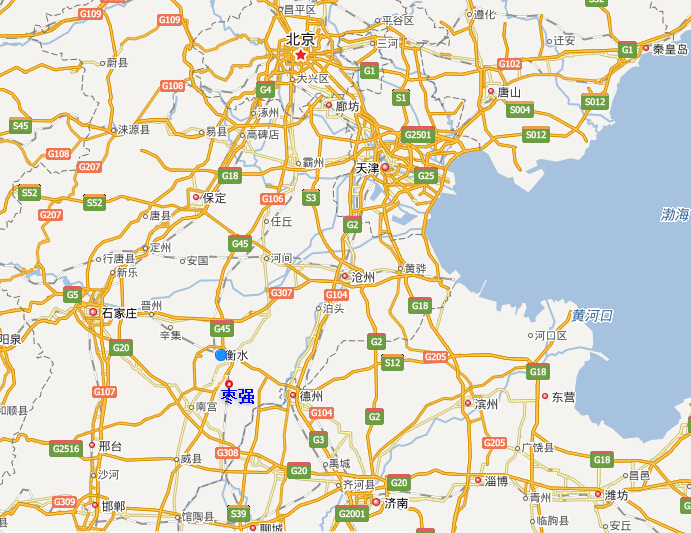 昌平区
平谷区
遵化
G109
G109
S52
北京
三河
迁安
G1
秦皇岛
蔚县
G102
大兴区
G1
G108
G4
廊坊
S1
唐山
S012
涿州
S004
S45
涞源县
易县
高碑店
G2501
S012
G108
霸州
天津
G207
G18
G25
S52
S52
保定
G106
S3
G207
唐县
任丘
G2
渤海
定州
G45
行唐县
安国
河间
新乐
黄骅
沧州
G5
G307
G104
晋州
泊头
G18
石家庄
黄河口
辛集
G45
河口区
阳泉
G20
G2
衡水
G205
S12
G18
枣强
G107
德州
滨州
东营
和顺县
南宫
G104
G2
G3
G205
邢台
G2516
G308
广饶县
威县
禹城
G18
G20
沙河
齐河县
G20
淄博
昌邑
G309
邯郸
济南
青州
潍坊
馆陶县
S39
G2001
临朐县
聊城
安丘